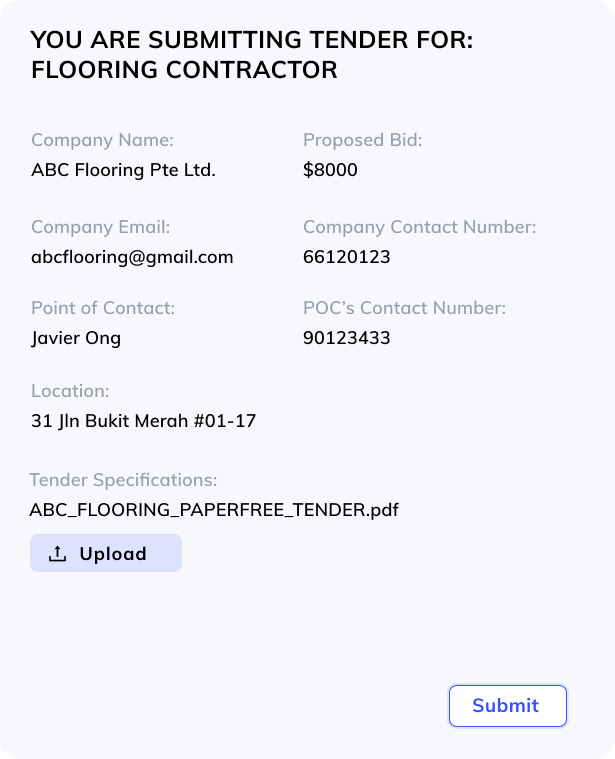 YOU ARE SUBMITTING TENDER FOR:
FLOORING CONTRACTOR
Company Name:
ABC Flooring Pte Ltd.
Proposed Bid:
$8000
Company Email:
abcflooring@gmail.com
Company Contact Number:
66120123
Point of Contact:
Javier Ong
POC's Contact Number:
90123433
Location:
31 Jln Bukit Merah #01-17
Tender Specifications:
ABC_FLOORING_PAPERFREE_TENDER.pdf
Upload
Submit